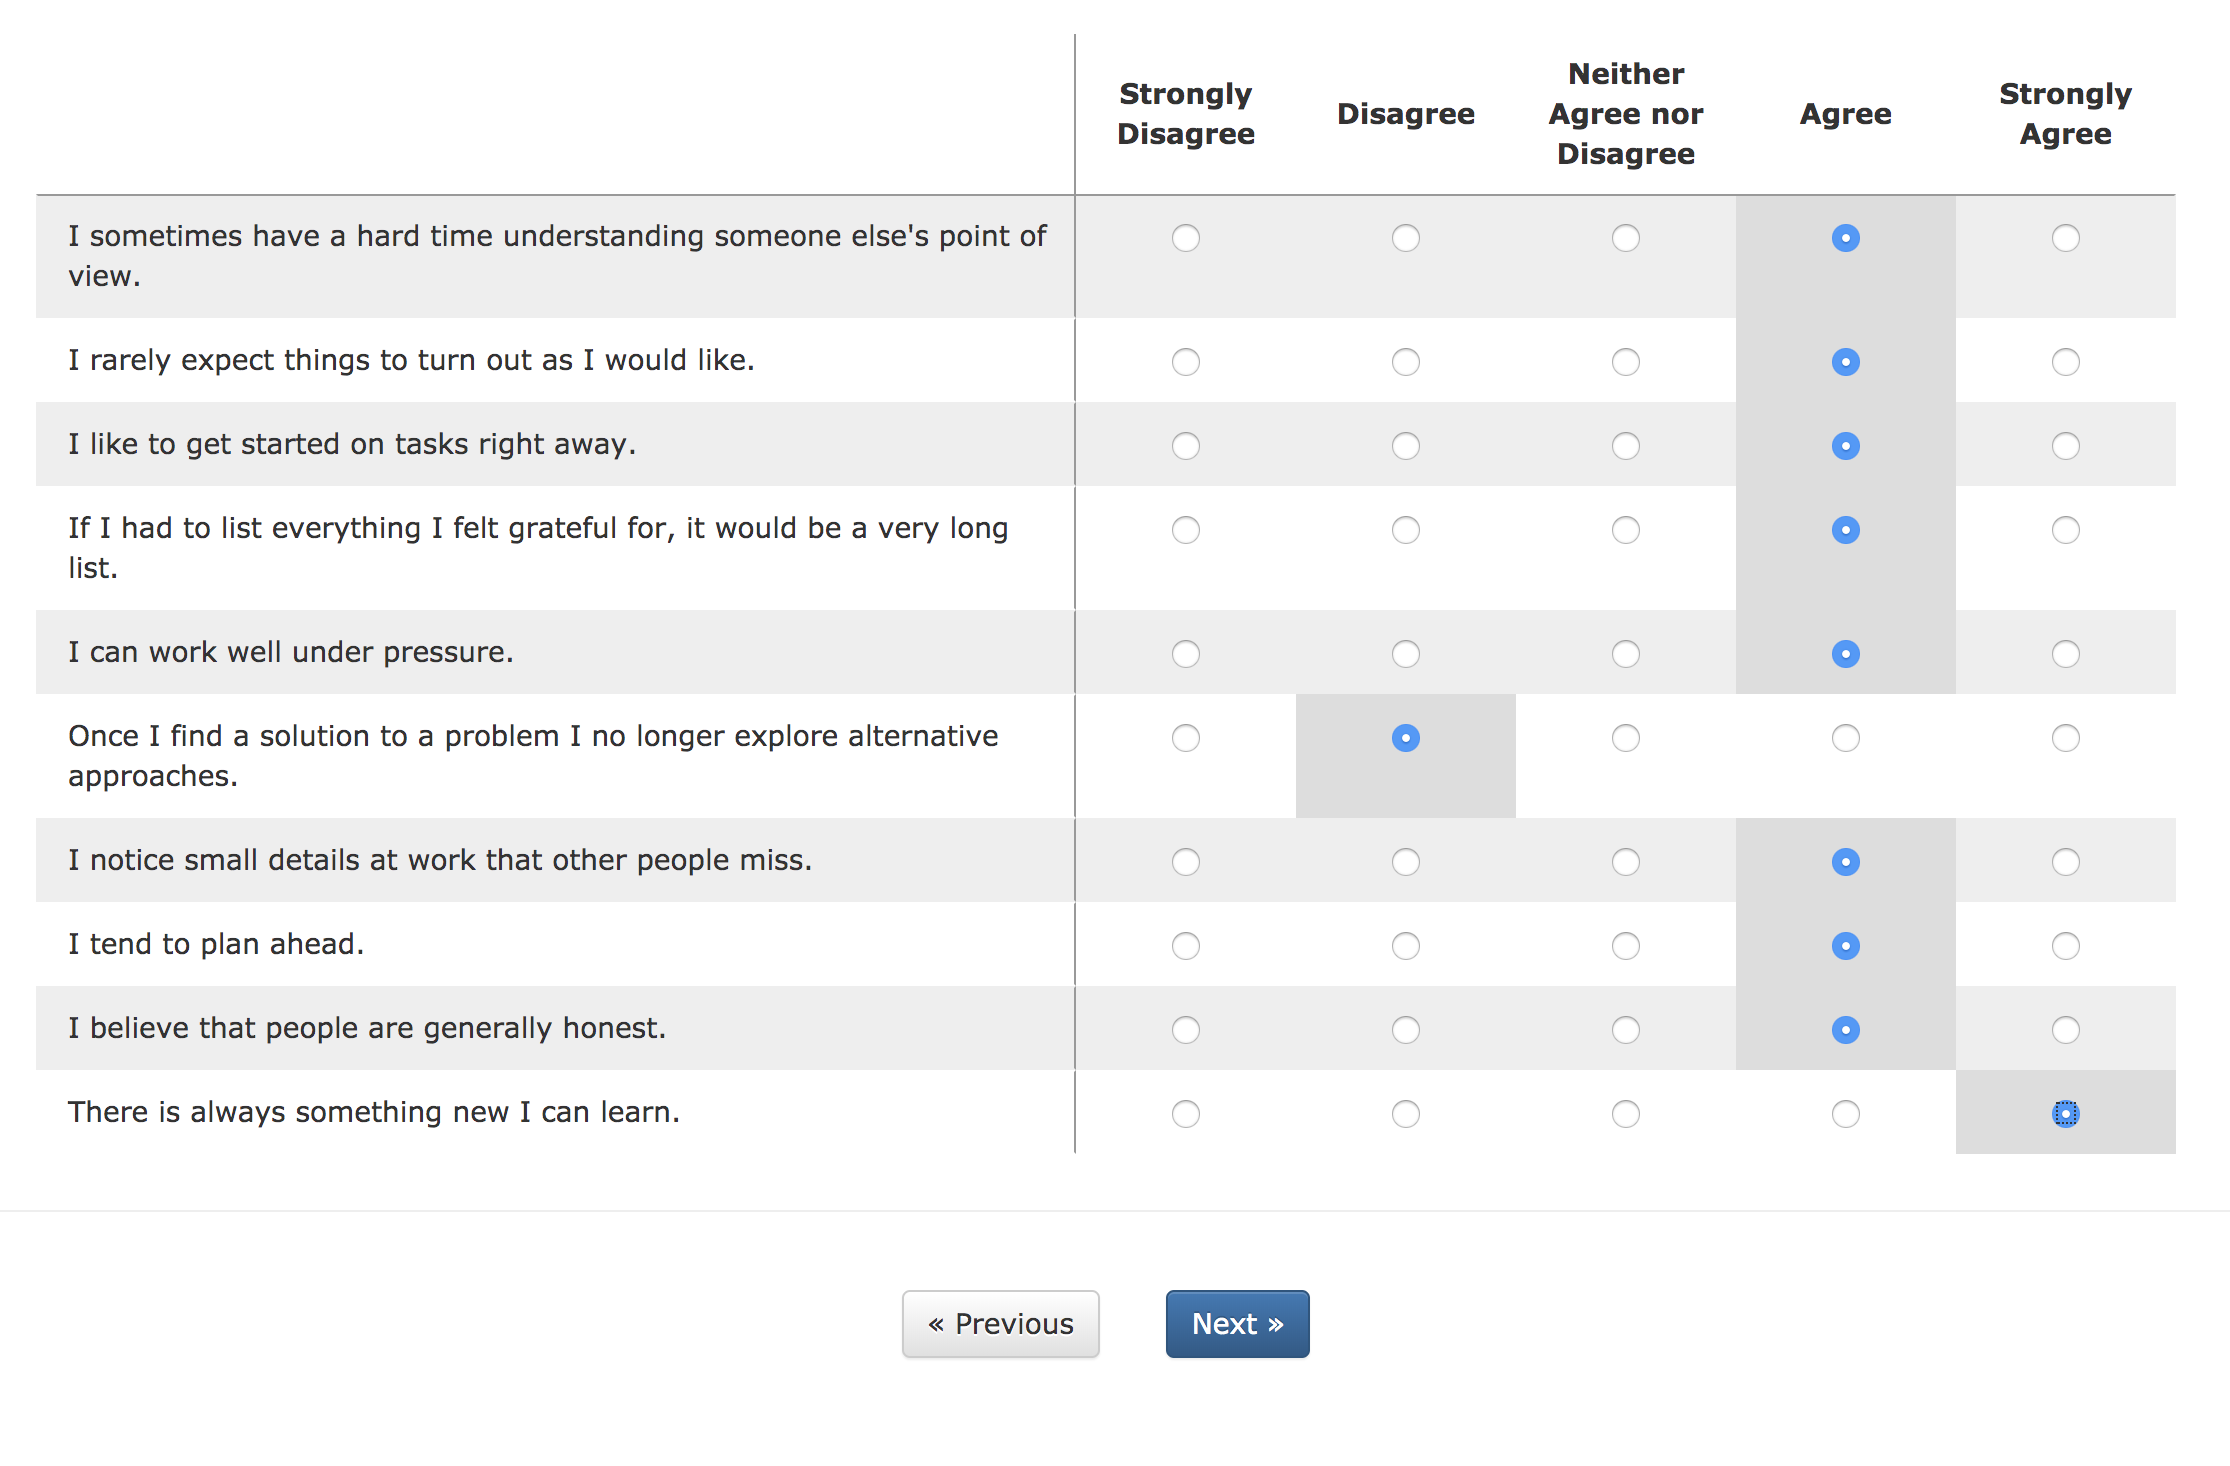 Strongly Disagree
Disagree
Neither Agree nor Disagree
Agree
Strongly Agree
I sometimes have a hard time understanding someone else's point of
view.
I rarely expect things to turn out as I would like.
I like to get started on tasks right away.
If I had to list everything I felt grateful for, it would be a very long
list.
I can work well under pressure.
Once I find a solution to a problem I no longer explore alternative
approaches.
I notice small details at work that other people miss.
I tend to plan ahead.
I believe that people are generally honest.
There is always something new I can learn.
« Previous
Next »